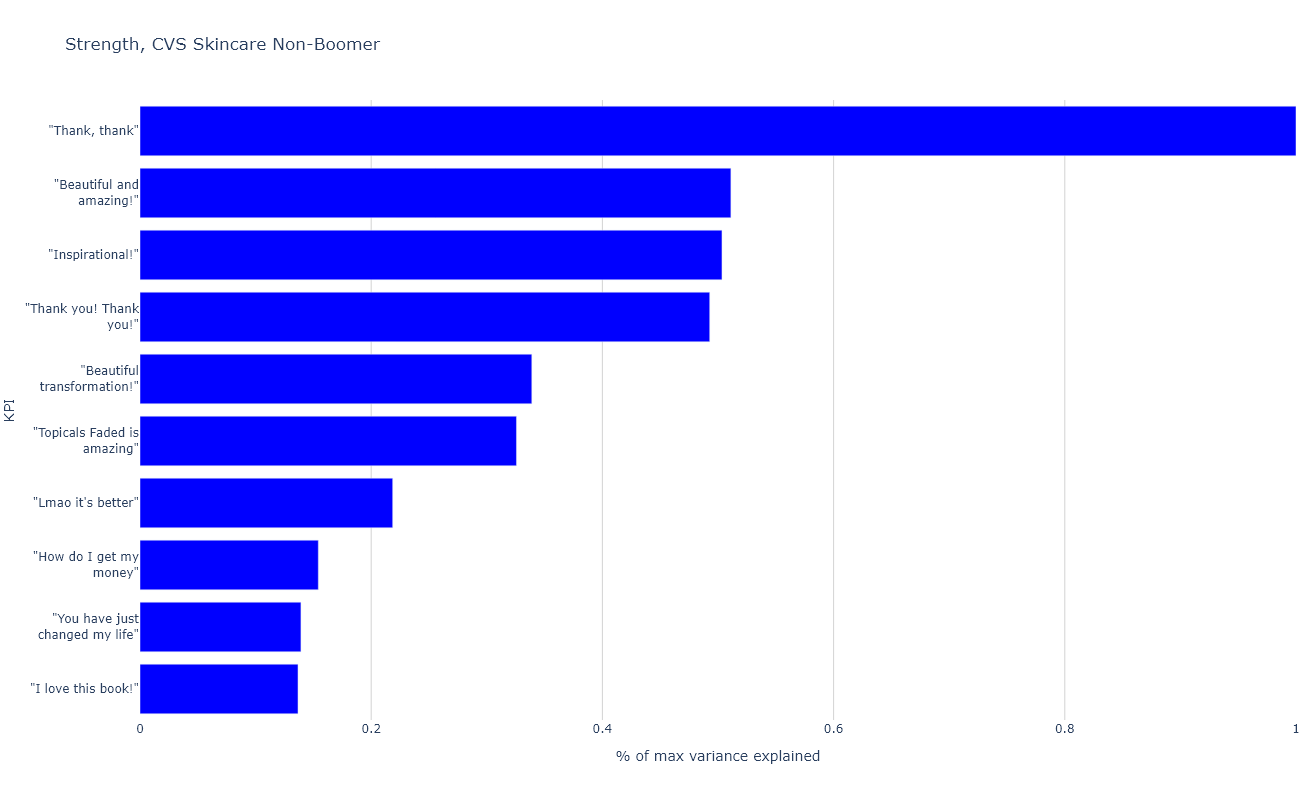 Strength, CVS Skincare Non-Boomer
KPI
"Thank, thank"
"Beautiful and
amazing!"
"Inspirational!"
"Thank you! Thank
you!"
"Beautiful
transformation!"
"Topicals Faded is
amazing"
"Lmao it's better"
"How do I get my
money"
"You have just
changed my life"
"I love this book!"
0 0.2 0.4 0.6 0.8 1
% of max variance explained